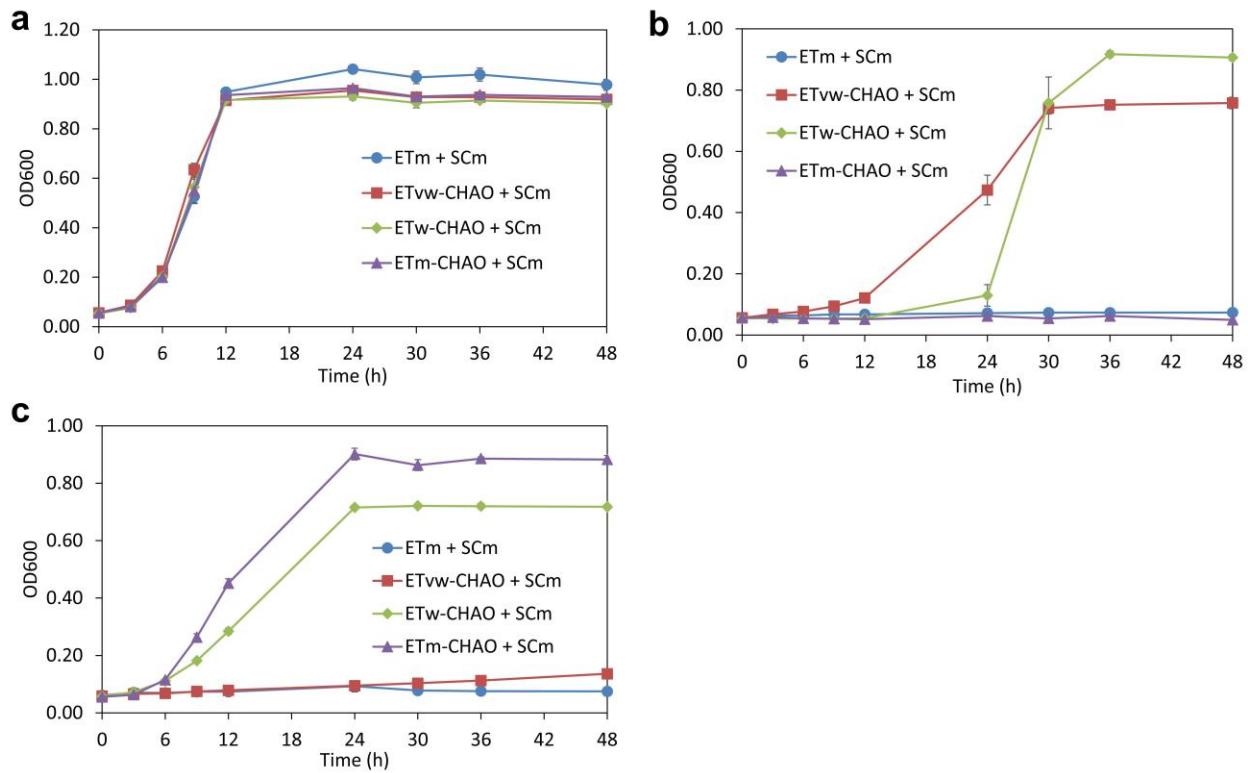 a
1.20
1.00
0.80
0.60
0.40
0.20
0.00
OD600
ETm + SCm
ETvw-CHAO + SCm
ETw-CHAO + SCm
ETm-CHAO + SCm
0 6 12 18 24 30 36 42 48
Time (h)
b
1.00
0.80
0.60
0.40
0.20
0.00
OD600
ETm + SCm
ETvw-CHAO + SCm
ETw-CHAO + SCm
ETm-CHAO + SCm
0 6 12 18 24 30 36 42 48
Time (h)
c
1.00
0.80
0.60
0.40
0.20
0.00
OD600
ETm + SCm
ETvw-CHAO + SCm
ETw-CHAO + SCm
ETm-CHAO + SCm
0 6 12 18 24 30 36 42 48
Time (h)